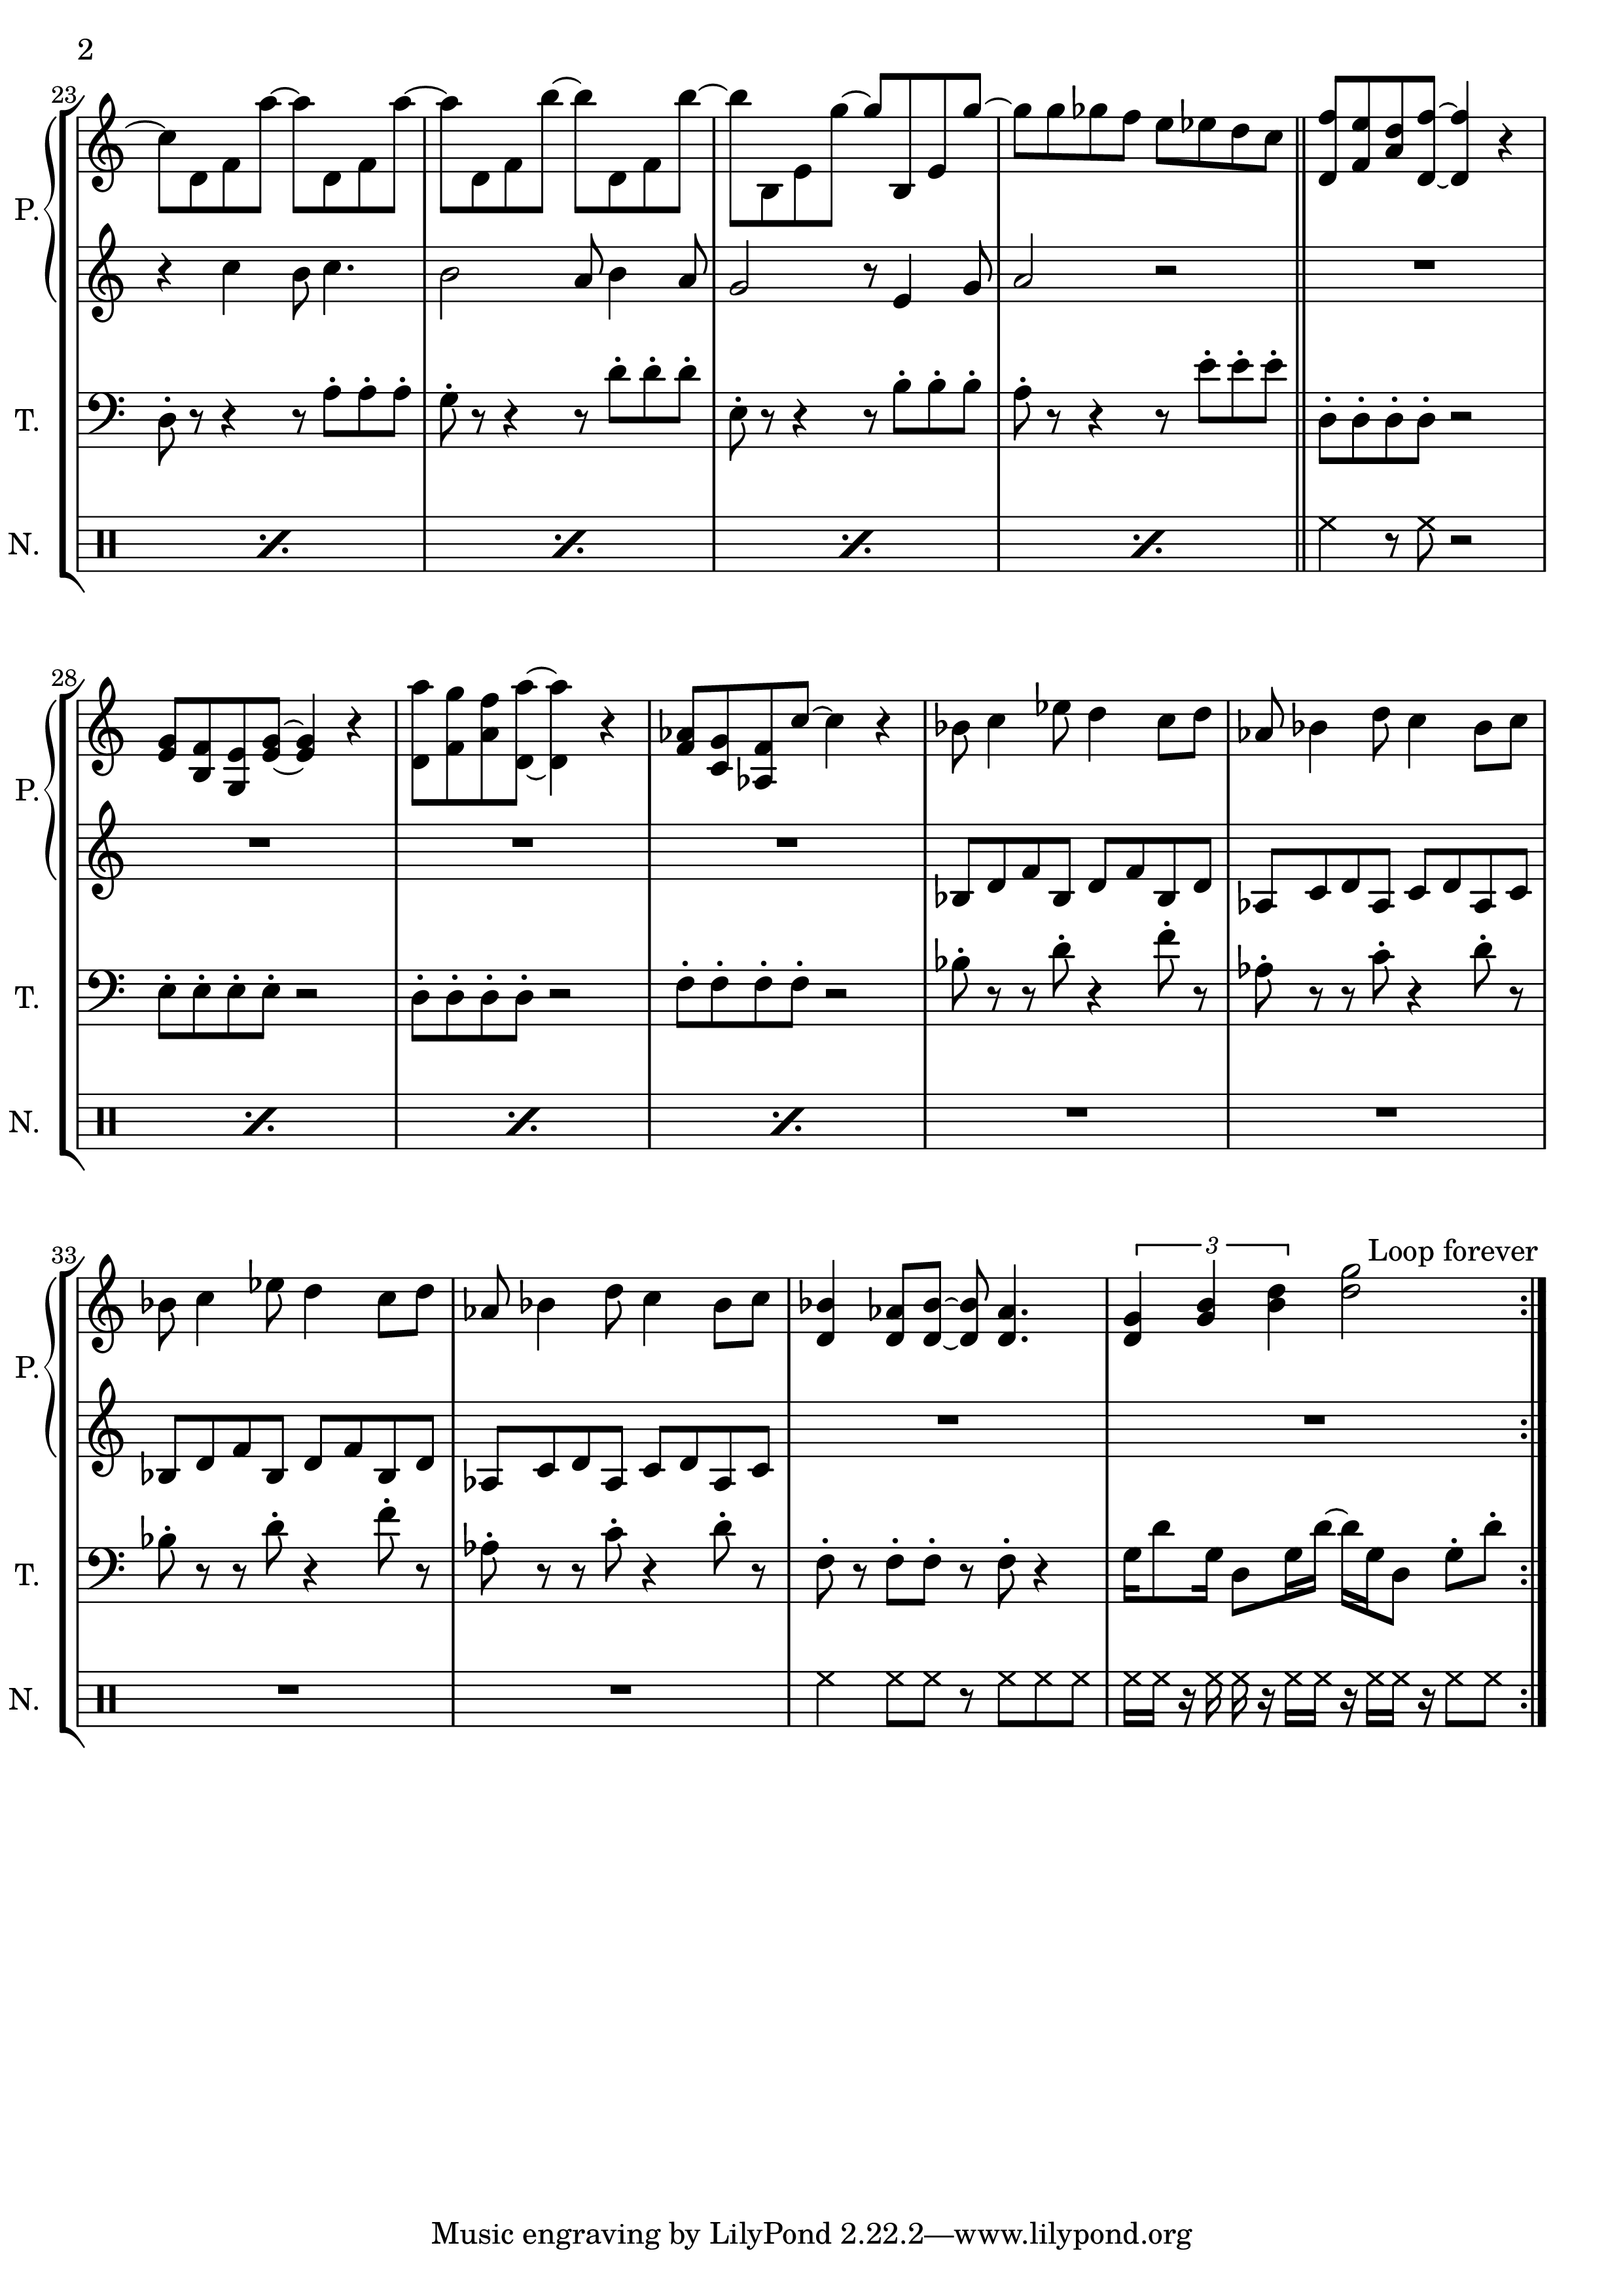 2
23
P.
T.
N.
28
P.
T.
N.
33
3
Loop forever
P.
T.
N.
Music engraving by LilyPond 2.22.2—www.lilypond.org